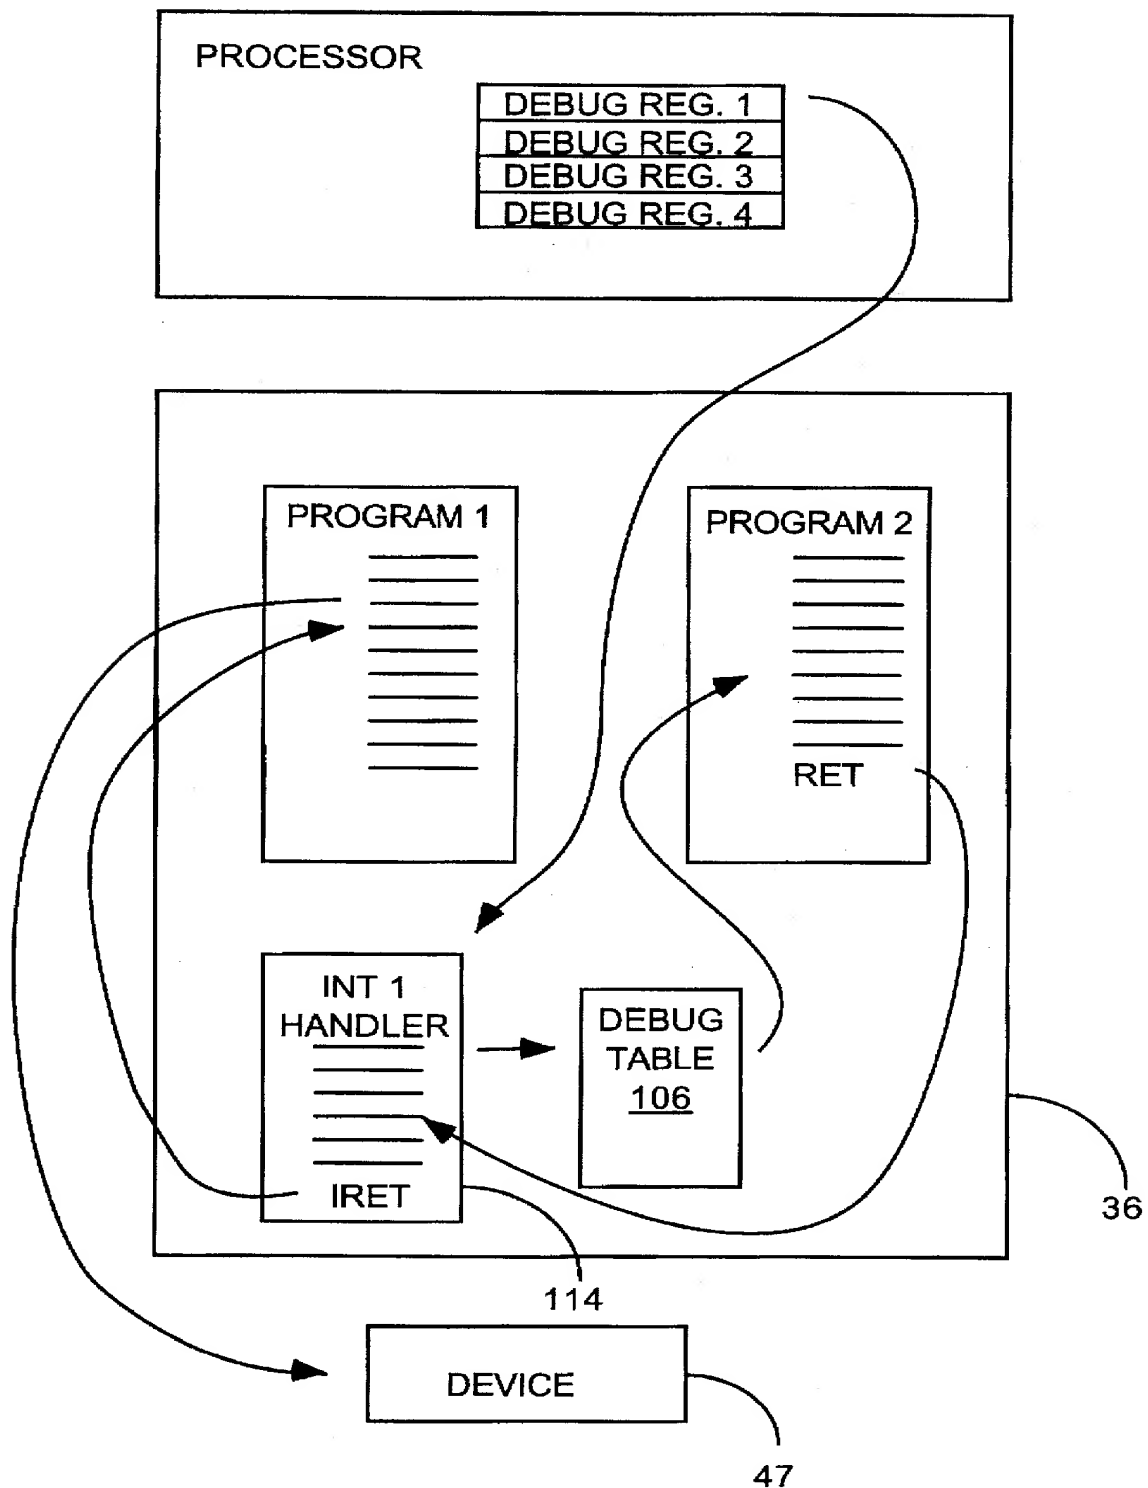 PROCESSOR
DEBUG REG. 1
DEBUG REG. 2
DEBUG REG. 3
DEBUG REG. 4
PROGRAM 1
PROGRAM 2
RET
INT 1
HANDLER
IRET
DEBUG
TABLE
106
36
114
DEVICE
47